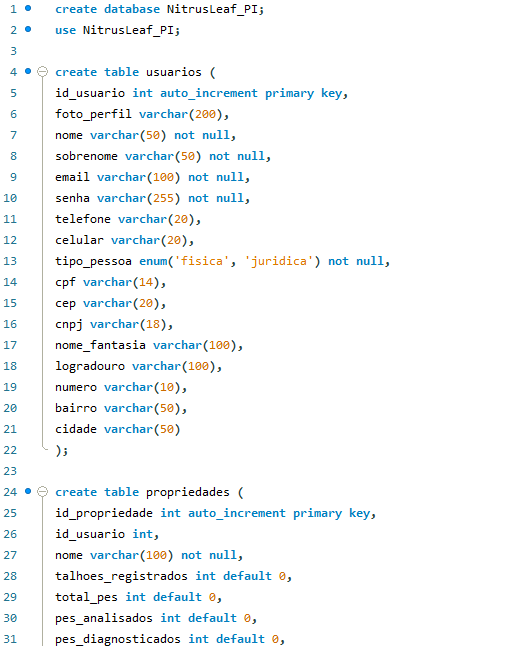 1 create database NitrusLeaf_PI;
2 use NitrusLeaf_PI;
3
4 create table usuarios (
5 id_usuario int auto_increment primary key,
6 foto_perfil varchar(200),
7 nome varchar(50) not null,
8 sobrenome varchar(50) not null,
9 email varchar(100) not null,
10 senha varchar(255) not null,
11 telefone varchar(20),
12 celular varchar(20),
13 tipo_pessoa enum('fisica', 'juridica') not null,
14 cpf varchar(14),
15 cep varchar(20),
16 cnpj varchar(18),
17 nome_fantasia varchar(100),
18 logradouro varchar(100),
19 numero varchar(10),
20 bairro varchar(50),
21 cidade varchar(50)
22 );
23
24 create table propriedades (
25 id_propriedade int auto_increment primary key,
26 id_usuario int,
27 nome varchar(100) not null,
28 talhoes_registrados int default 0,
29 total_pes int default 0,
30 pes_analisados int default 0,
31 pes_diagnosticados int default 0,